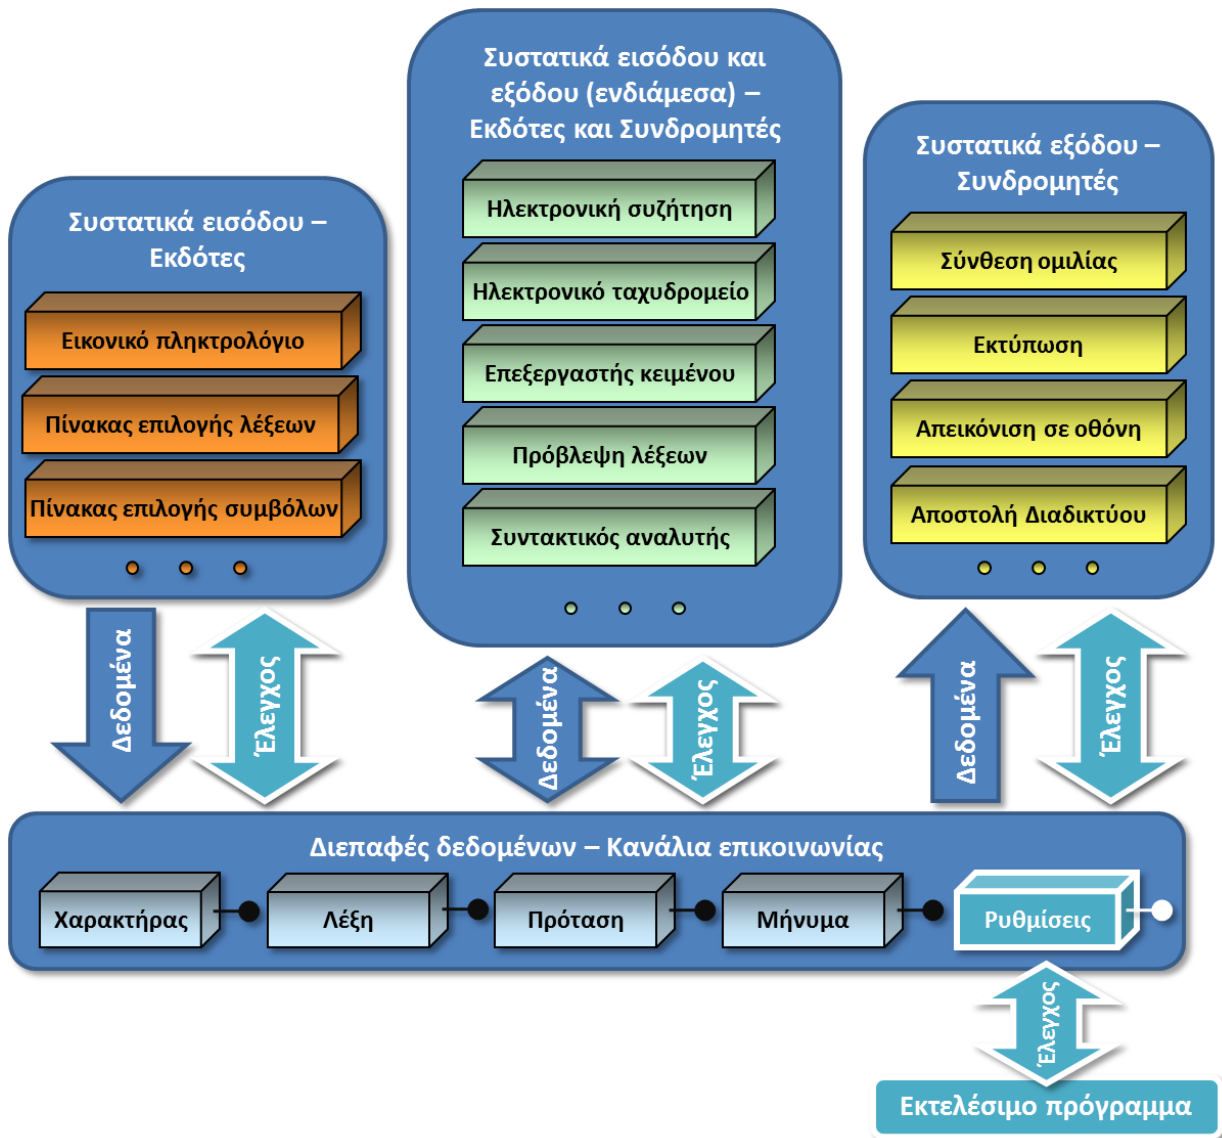 Συστατικά εισόδου –
Εκδότες
Εικονικό πληκτρολόγιο
Πίνακας επιλογής λέξεων
Πίνακας επιλογής συμβόλων
Συστατικά εισόδου και
εξόδου (ενδιάμεσα) –
Εκδότες και Συνδρομητές
Ηλεκτρονική συζήτηση
Ηλεκτρονικό ταχυδρομείο
Επεξεργαστής κειμένου
Πρόβλεψη λέξεων
Συντακτικός αναλυτής
Συστατικά εξόδου –
Συνδρομητές
Σύνθεση ομιλίας
Εκτύπωση
Απεικόνιση σε οθόνη
Αποστολή Διαδικτύου
Δεδομένα
Έλεγχος
Δεδομένα
Έλεγχος
Δεδομένα
Έλεγχος
Διεπαφές δεδομένων – Κανάλια επικοινωνίας
Χαρακτήρας
Λέξη
Πρόταση
Μήνυμα
Ρυθμίσεις
Έλεγχος
Εκτελέσιμο πρόγραμμα